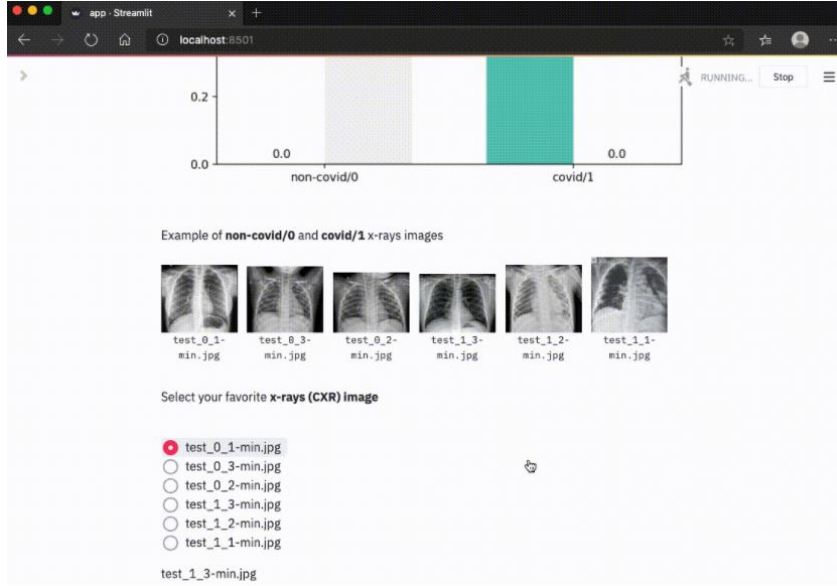 app · Streamlit
localhost:8501
RUNNING...
Stop
0.2
0.0
0.0
0.0
non-covid/0
covid/1
Example of non-covid/0 and covid/1 x-rays images
test_0_1-
min.jpg
test_0_3-
min.jpg
test_0_2-
min.jpg
test_1_3-
min.jpg
test_1_2-
min.jpg
test_1_1-
min.jpg
Select your favorite x-rays (CXR) image
test_0_1-min.jpg
test_0_3-min.jpg
test_0_2-min.jpg
test_1_3-min.jpg
test_1_2-min.jpg
test_1_1-min.jpg
test_1_3-min.jpg